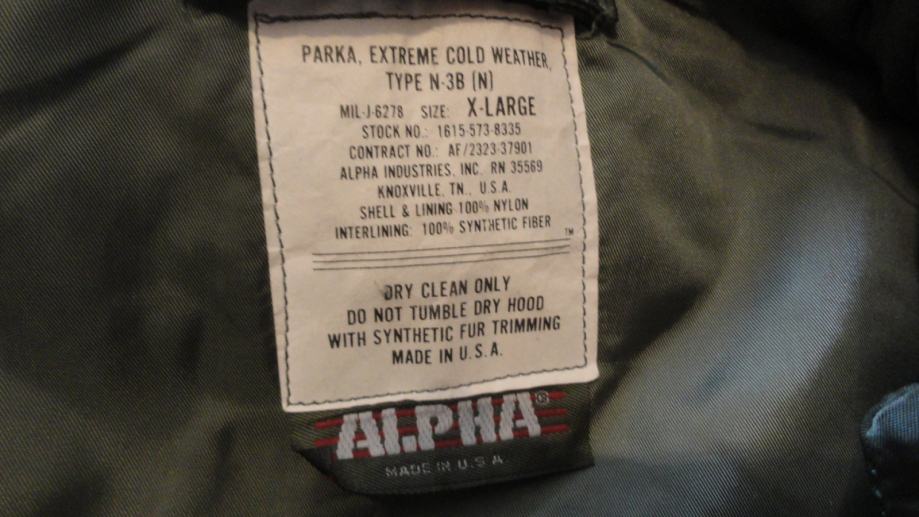 PARKA, EXTREME COLD WEATHER,
TYPE N-3B (N)
MIL-J-6278 SIZE: X-LARGE
STOCK NO.: 1615-573-8335
CONTRACT NO.: AF/2323-37901
ALPHA INDUSTRIES, INC. RN 35569
KNOXVILLE, TN., U.S.A.
SHELL & LINING 100% NYLON
INTERLINING: 100% SYNTHETIC FIBER
TM
DRY CLEAN ONLY
DO NOT TUMBLE DRY HOOD
WITH SYNTHETIC FUR TRIMMING
MADE IN U.S.A.
ALPHA®
MADE IN U.S.A.